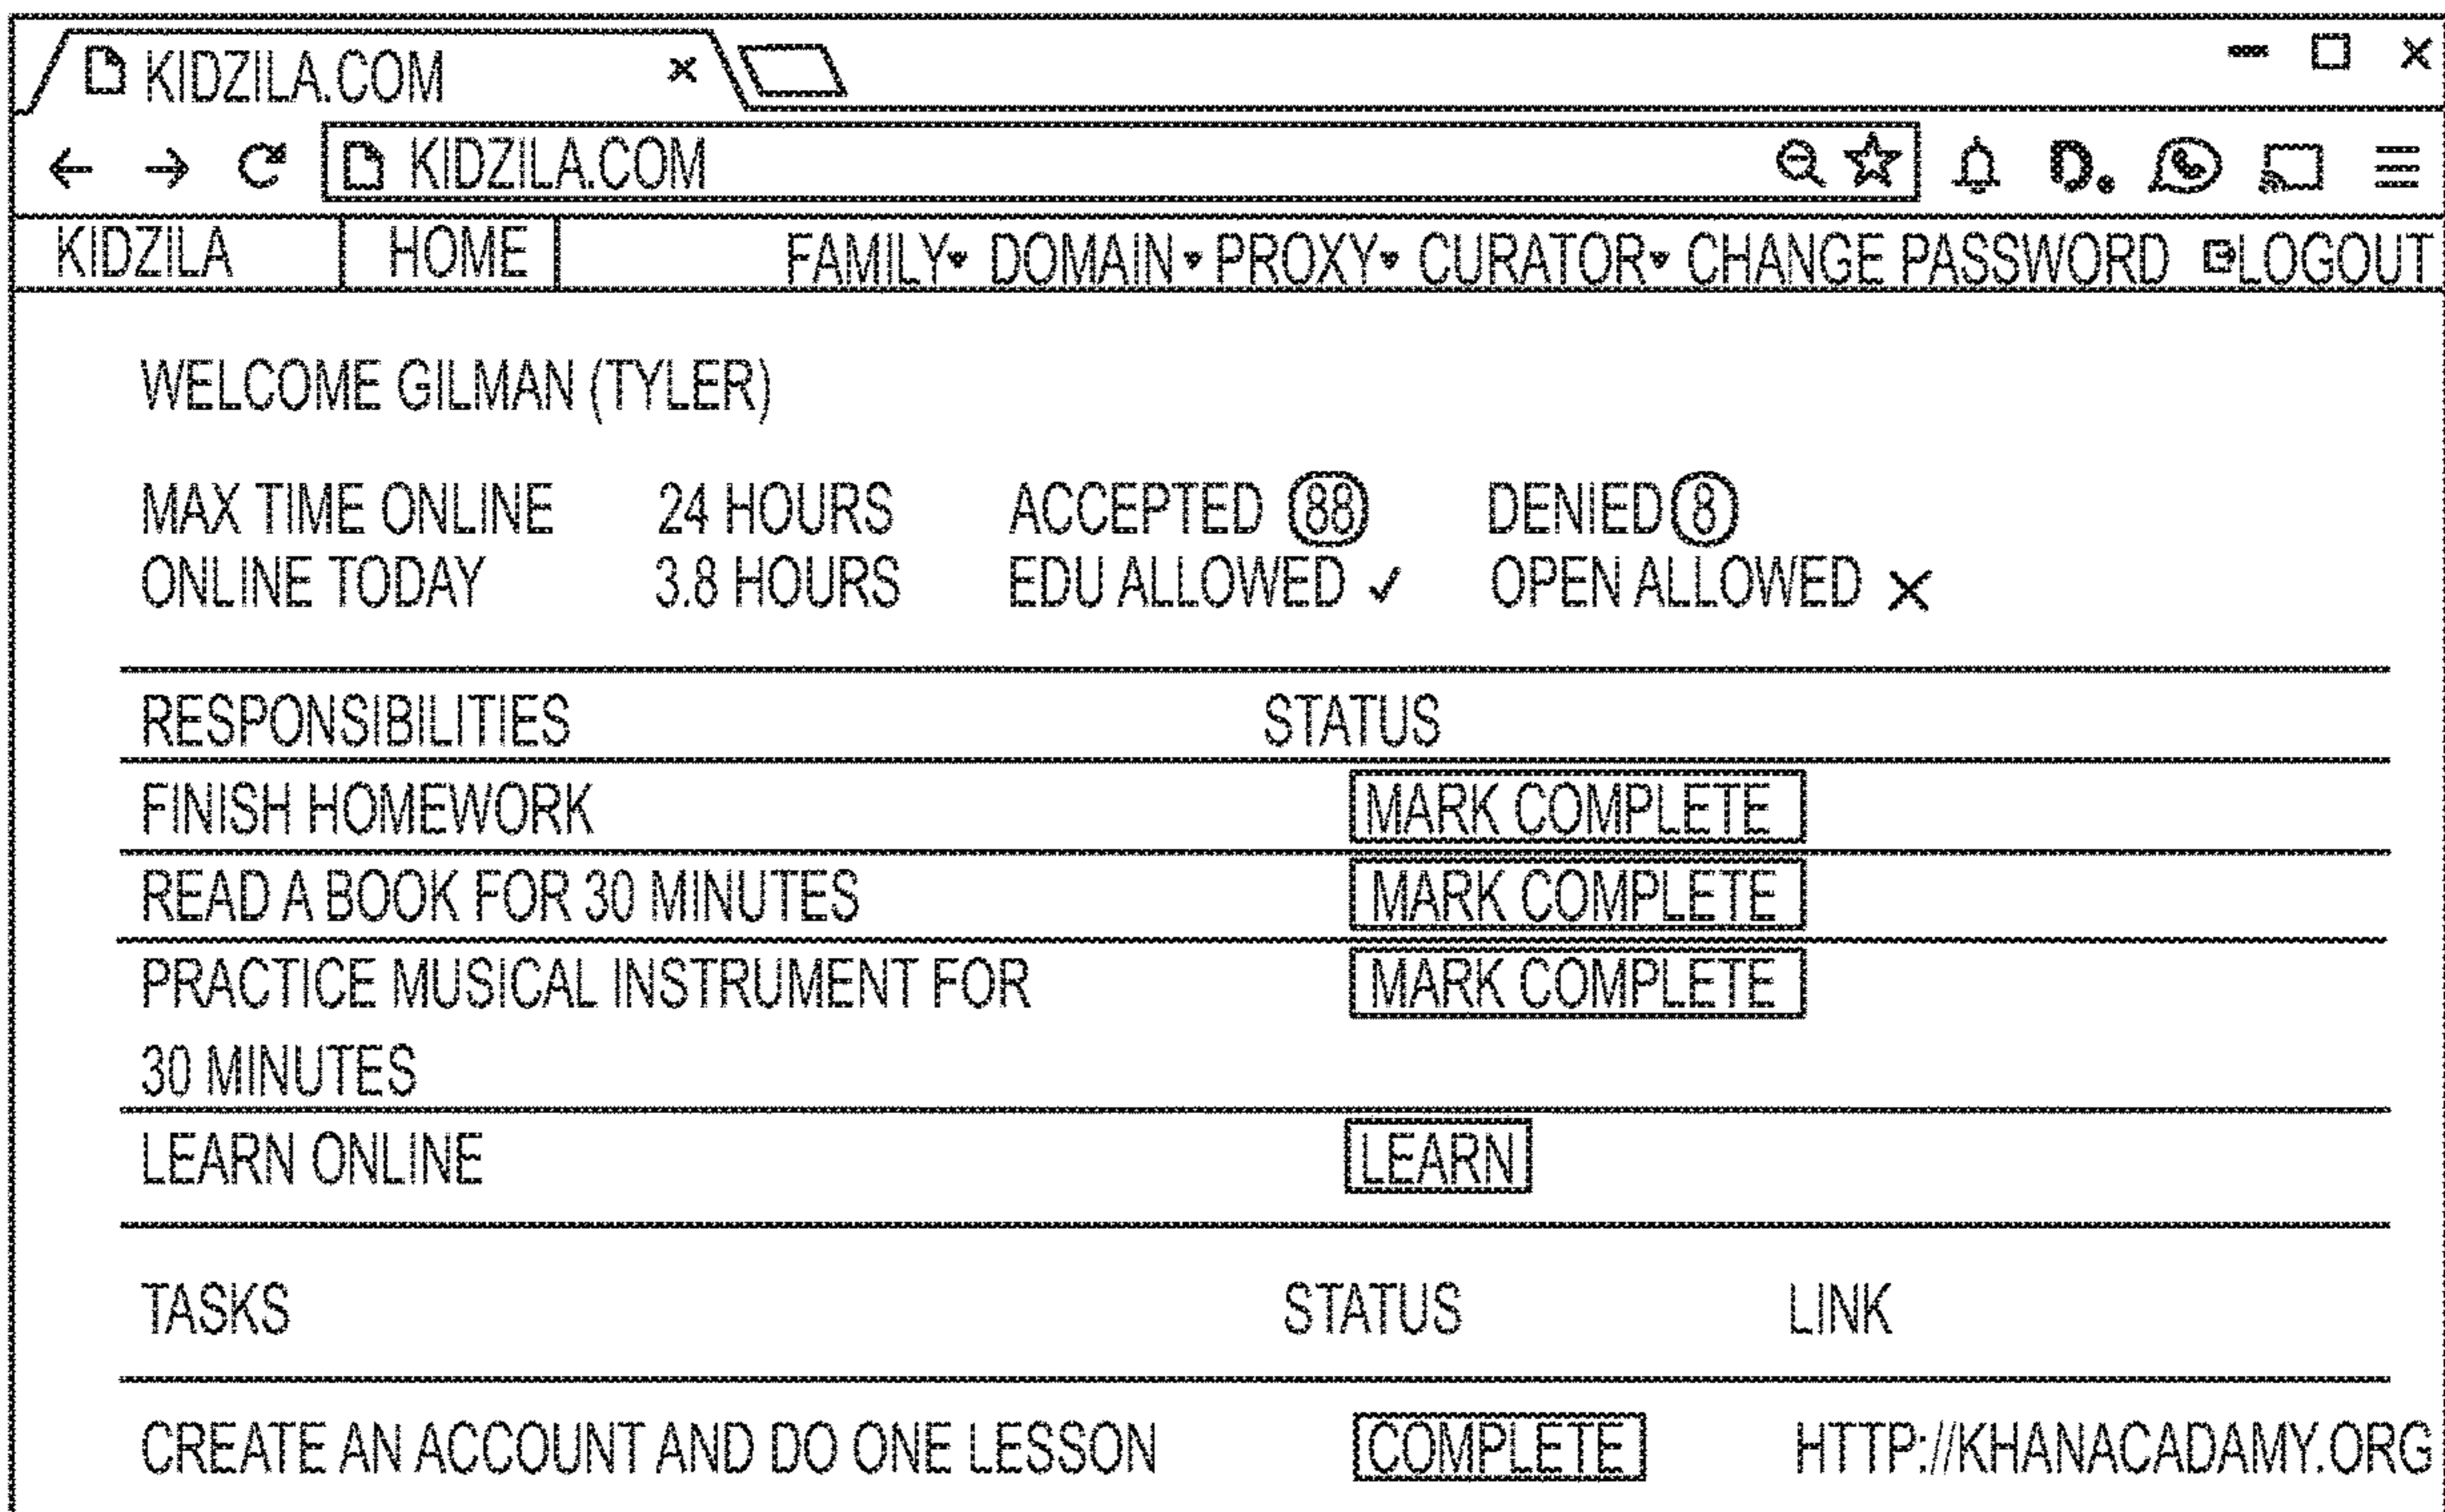 KIDZILA.COM
KIDZILA.COM
KIDZILA HOME FAMILY DOMAIN PROXY CURATOR CHANGE PASSWORD LOGOUT
WELCOME GILMAN (TYLER)
MAX TIME ONLINE 24 HOURS ACCEPTED 88 DENIED 8
ONLINE TODAY 3.8 HOURS EDU ALLOWED ✓ OPEN ALLOWED ✕
RESPONSIBILITIES STATUS
FINISH HOMEWORK MARK COMPLETE
READ A BOOK FOR 30 MINUTES MARK COMPLETE
PRACTICE MUSICAL INSTRUMENT FOR MARK COMPLETE
30 MINUTES
LEARN ONLINE LEARN
TASKS STATUS LINK
CREATE AN ACCOUNT AND DO ONE LESSON COMPLETE HTTP://KHANACADAMY.ORG